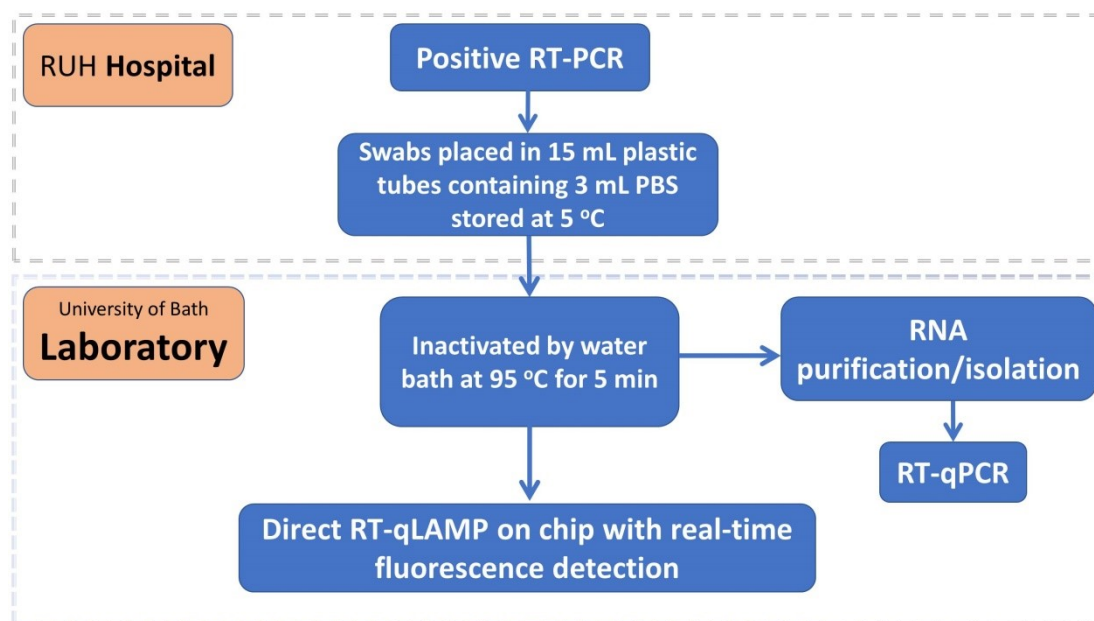 RUH Hospital
Positive RT-PCR
Swabs placed in 15 mL plastic
tubes containing 3 mL PBS
stored at 5 °C
University of Bath
Laboratory
Inactivated by water
bath at 95 °C for 5 min
RNA
purification/isolation
RT-qPCR
Direct RT-qLAMP on chip with real-time
fluorescence detection